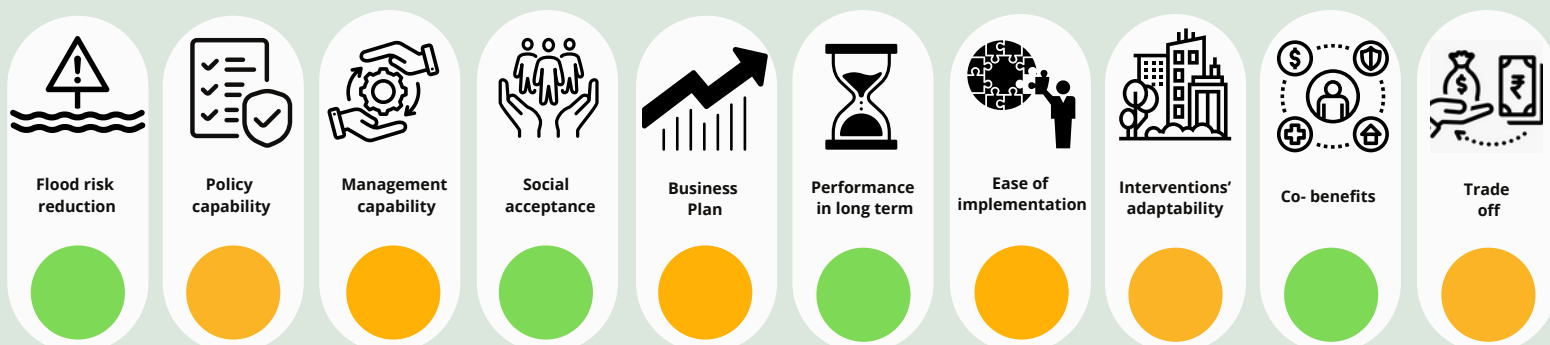 Flood risk
reduction
Policy
capability
Management
capability
Social
acceptance
Business
Plan
Performance
in long term
Ease of
implementation
Interventions’
adaptability
Co- benefits
Trade
off
$
$
₹